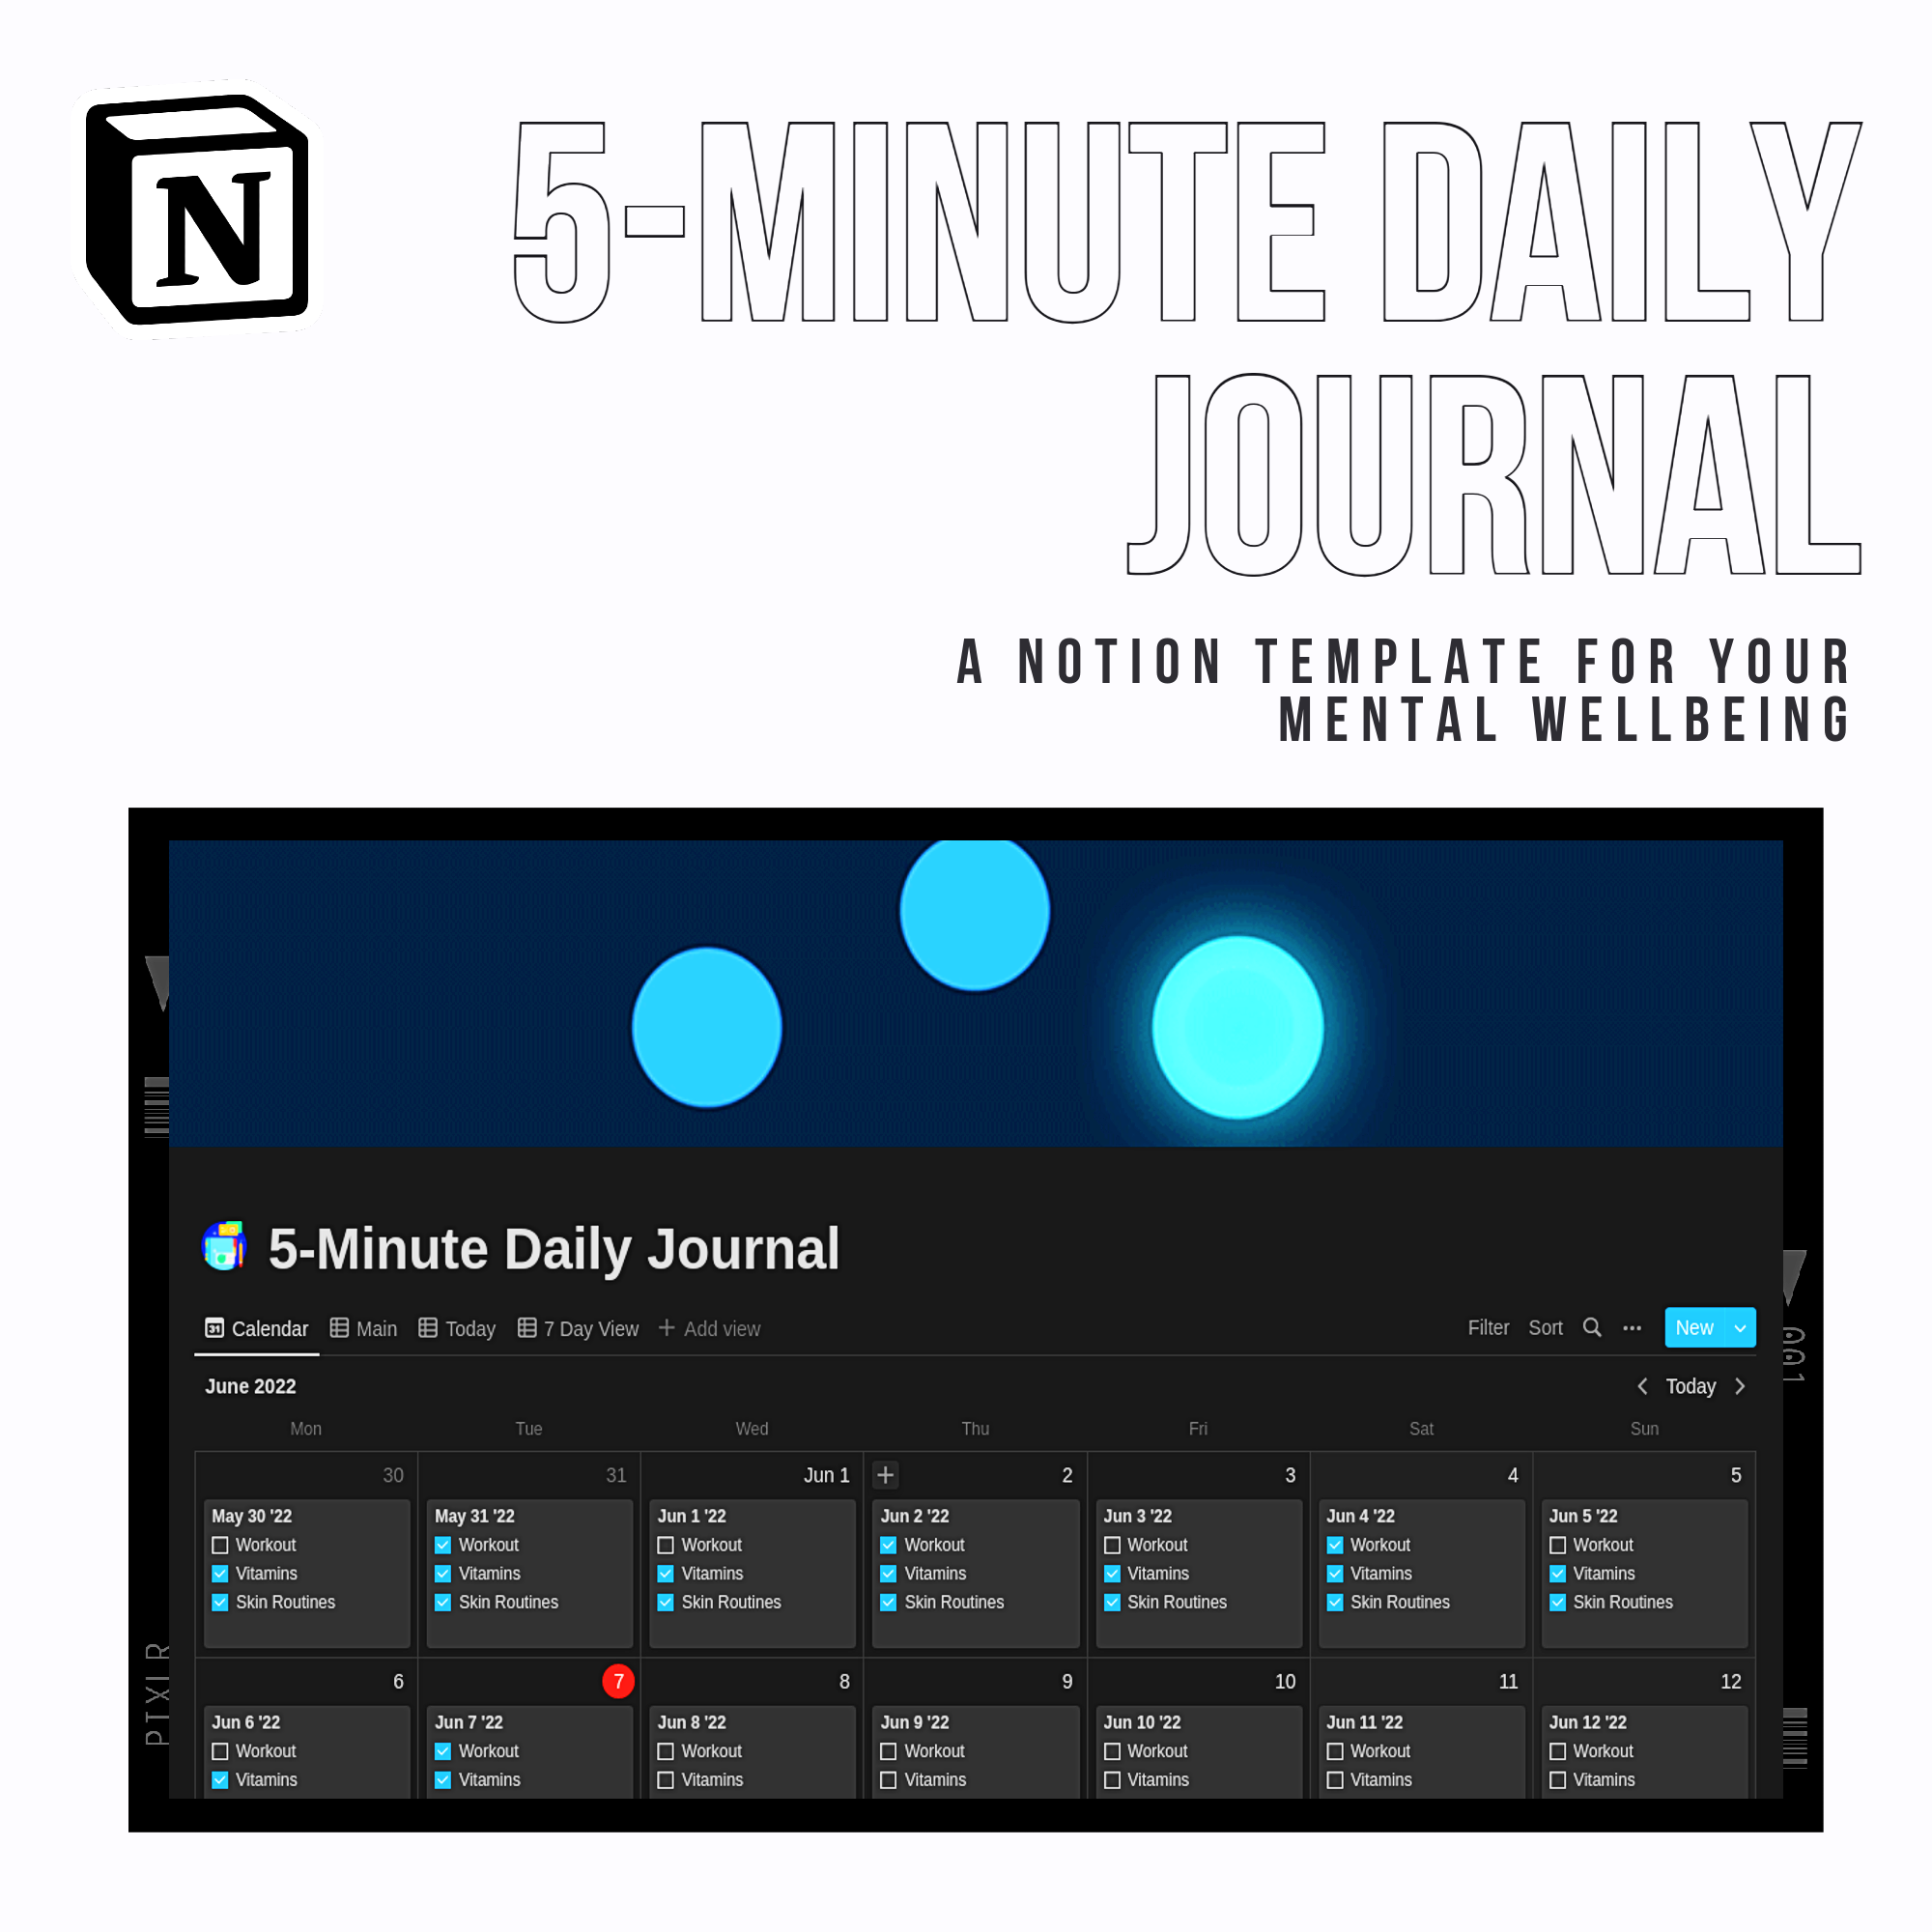 N
5-MINUTE DAILY
JOURNAL
A NOTION TEMPLATE FOR YOUR
MENTAL WELLBEING
5-Minute Daily Journal
31 Calendar Main Today 7 Day View + Add view Filter Sort ••• New
June 2022 Today
Mon Tue Wed Thu Fri Sat Sun
30 31 Jun 1 + 2 3 4 5
May 30 '22 May 31 '22 Jun 1 '22 Jun 2 '22 Jun 3 '22 Jun 4 '22 Jun 5 '22
Workout Workout Workout Workout Workout Workout Workout
Vitamins Vitamins Vitamins Vitamins Vitamins Vitamins Vitamins
Skin Routines Skin Routines Skin Routines Skin Routines Skin Routines Skin Routines Skin Routines
6 7 8 9 10 11 12
Jun 6 '22 Jun 7 '22 Jun 8 '22 Jun 9 '22 Jun 10 '22 Jun 11 '22 Jun 12 '22
Workout Workout Workout Workout Workout Workout Workout
Vitamins Vitamins Vitamins Vitamins Vitamins Vitamins Vitamins
PIXLR